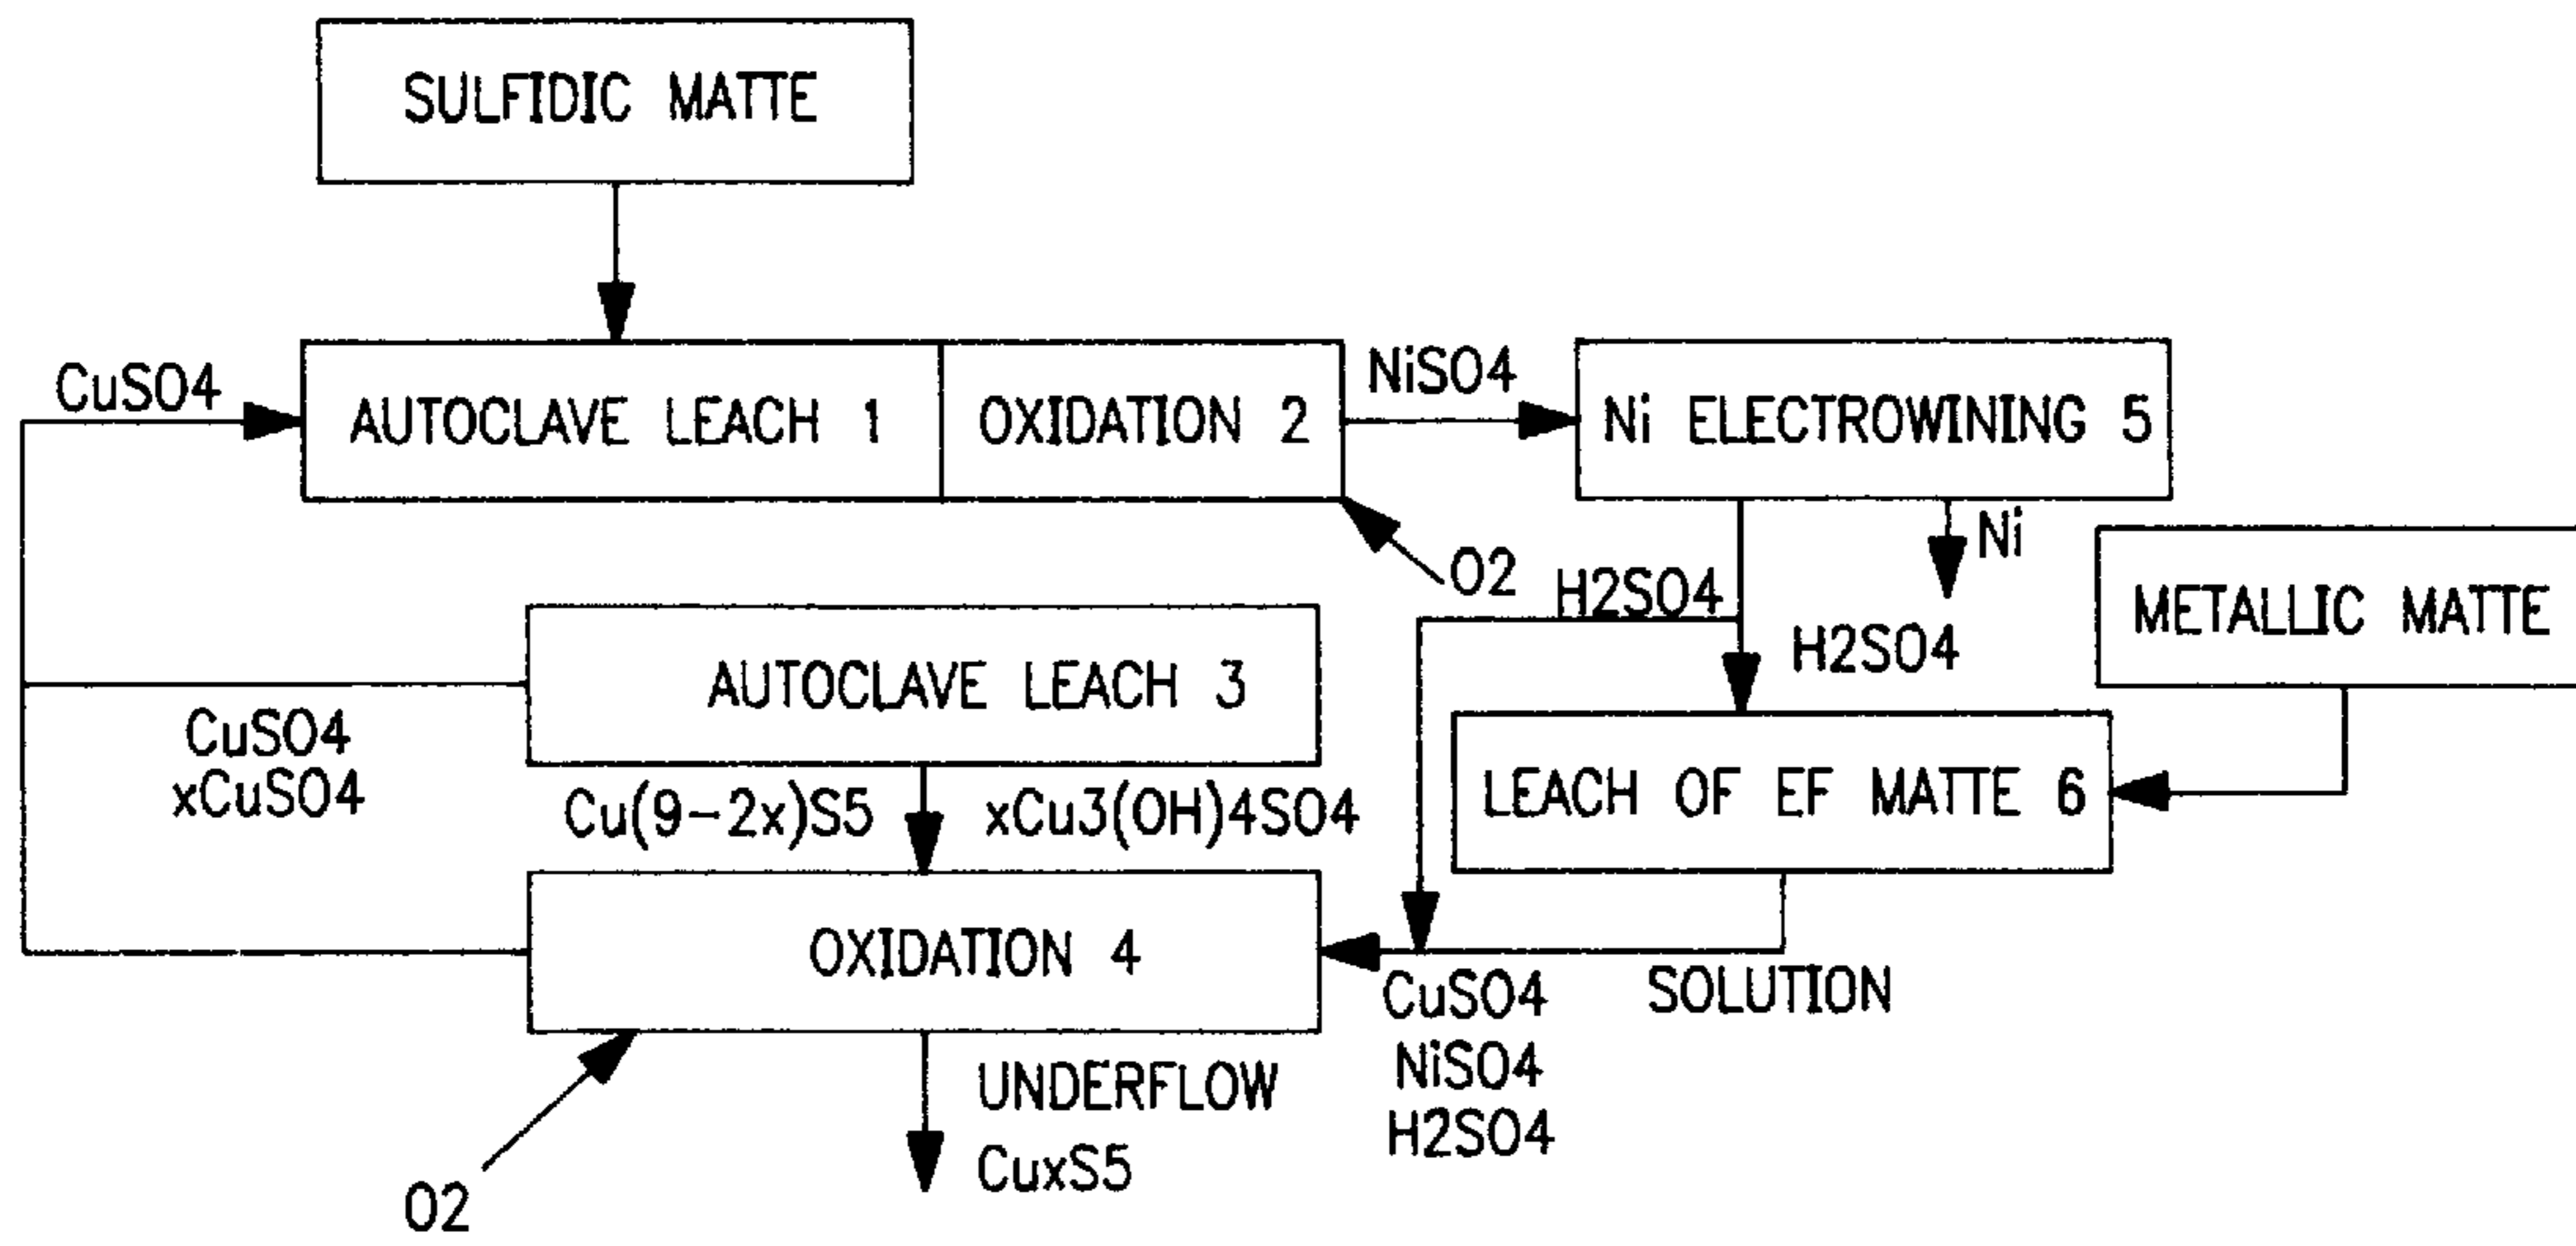 SULFIDIC MATTE
CuSO4
AUTOCLAVE LEACH 1
OXIDATION 2
NiSO4
Ni ELECTROWINING 5
O2
Ni
H2SO4
H2SO4
METALLIC MATTE
AUTOCLAVE LEACH 3
CuSO4
xCuSO4
Cu(9-2x)S5
xCu3(OH)4SO4
LEACH OF EF MATTE 6
OXIDATION 4
SOLUTION
CuSO4
NiSO4
H2SO4
UNDERFLOW
CuxS5
O2